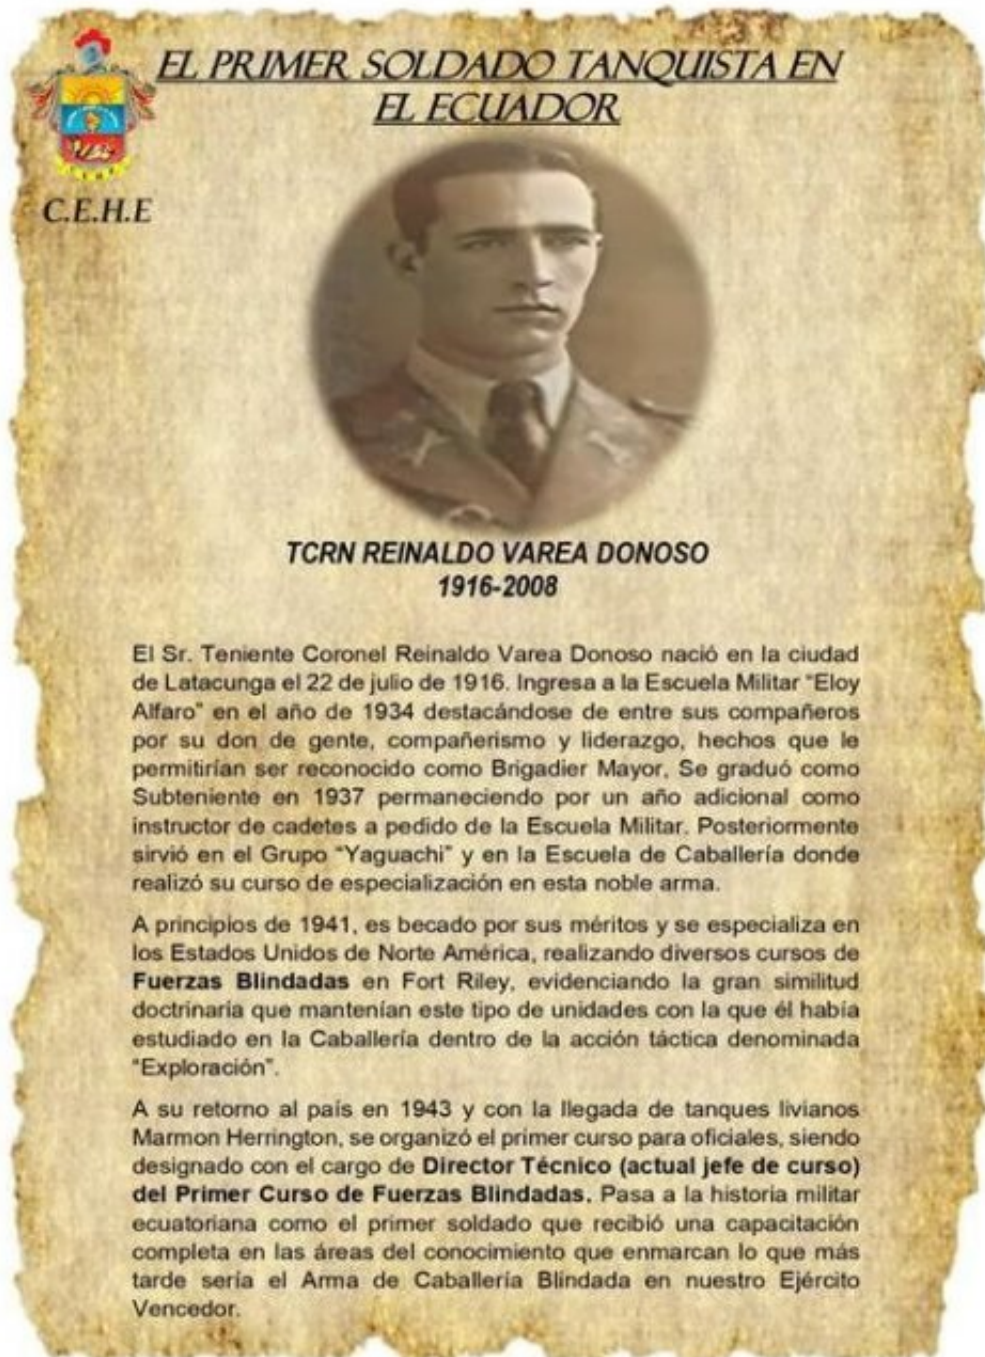 EL PRIMER SOLDADO TANQUISTA EN
EL ECUADOR
C.E.H.E
TCRN REINALDO VAREA DONOSO
1916-2008
El Sr. Teniente Coronel Reinaldo Varea Donoso nació en la ciudad
de Latacunga el 22 de julio de 1916. Ingresa a la Escuela Militar “Eloy
Alfaro” en el año de 1934 destacándose de entre sus compañeros
por su don de gente, compañerismo y liderazgo, hechos que le
permitirían ser reconocido como Brigadier Mayor. Se graduó como
Subteniente en 1937 permaneciendo por un año adicional como
instructor de cadetes a pedido de la Escuela Militar. Posteriormente
sirvió en el Grupo “Yaguachi” y en la Escuela de Caballería donde
realizó su curso de especialización en esta noble arma.
A principios de 1941, es becado por sus méritos y se especializa en
los Estados Unidos de Norte América, realizando diversos cursos de
Fuerzas Blindadas en Fort Riley, evidenciando la gran similitud
doctrinaria que mantenían este tipo de unidades con la que él había
estudiado en la Caballería dentro de la acción táctica denominada
“Exploración”.
A su retorno al país en 1943 y con la llegada de tanques livianos
Marmon Herrington, se organizó el primer curso para oficiales, siendo
designado con el cargo de Director Técnico (actual jefe de curso)
del Primer Curso de Fuerzas Blindadas. Pasa a la historia militar
ecuatoriana como el primer soldado que recibió una capacitación
completa en las áreas del conocimiento que enmarcan lo que más
tarde sería el Arma de Caballería Blindada en nuestro Ejército
Vencedor.